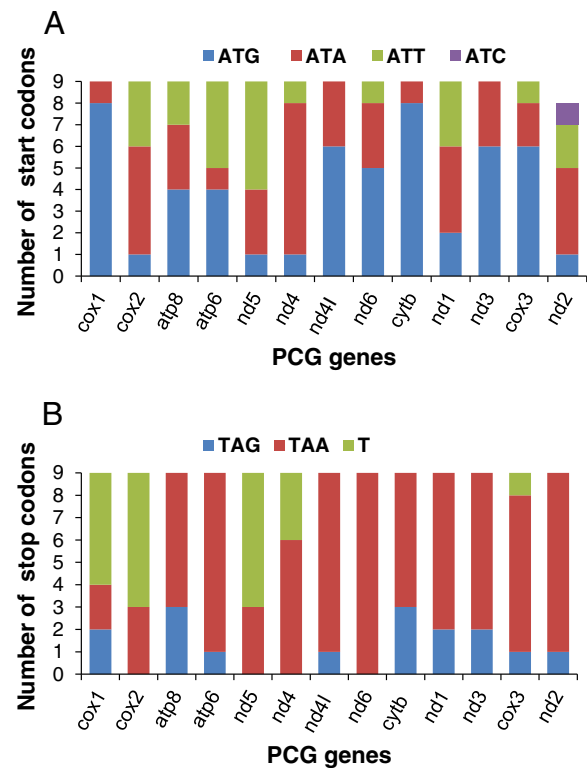 A
ATG ATA ATT ATC
Number of start codons
9
8
7
6
5
4
3
2
1
0
cox1 cox2 atp8 atp6 nd5 nd4 nd4l nd6 cytb nd1 nd3 cox3 nd2
PCG genes
B
TAG TAA T
Number of stop codons
9
8
7
6
5
4
3
2
1
0
cox1 cox2 atp8 atp6 nd5 nd4 nd4l nd6 cytb nd1 nd3 cox3 nd2
PCG genes